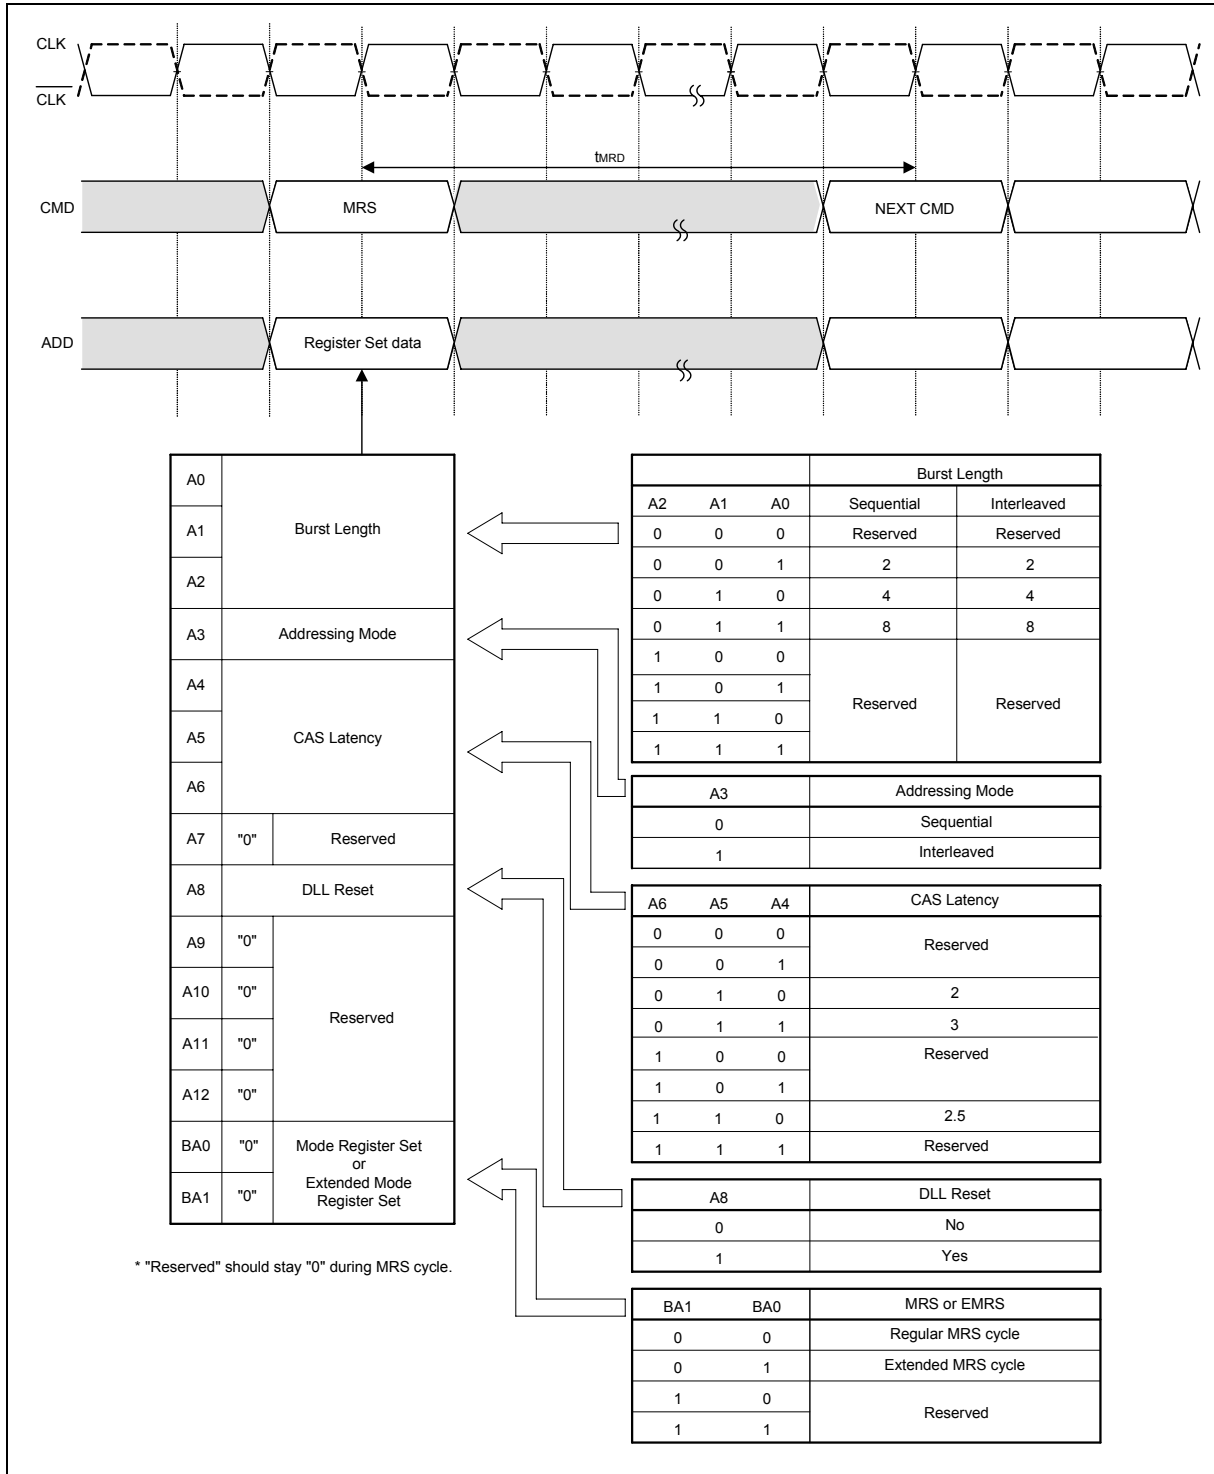 CLK
CLK
tMRD
CMD MRS NEXT CMD
ADD Register Set data
A0
A1 Burst Length
A2
A3 Addressing Mode
A4
A5 CAS Latency
A6
A7 "0" Reserved
A8 DLL Reset
A9 "0"
A10 "0"
Reserved
A11 "0"
A12 "0"
BA0 "0" Mode Register Set
or
Extended Mode
BA1 "0" Register Set
* "Reserved" should stay "0" during MRS cycle.
Burst Length
A2 A1 A0 Sequential Interleaved
0 0 0 Reserved Reserved
0 0 1 2 2
0 1 0 4 4
0 1 1 8 8
1 0 0
1 0 1
Reserved Reserved
1 1 0
1 1 1
A3 Addressing Mode
0 Sequential
1 Interleaved
A6 A5 A4 CAS Latency
0 0 0
Reserved
0 0 1
0 1 0 2
0 1 1 3
1 0 0 Reserved
1 0 1
1 1 0 2.5
1 1 1 Reserved
A8 DLL Reset
0 No
1 Yes
BA1 BA0 MRS or EMRS
0 0 Regular MRS cycle
0 1 Extended MRS cycle
1 0
Reserved
1 1